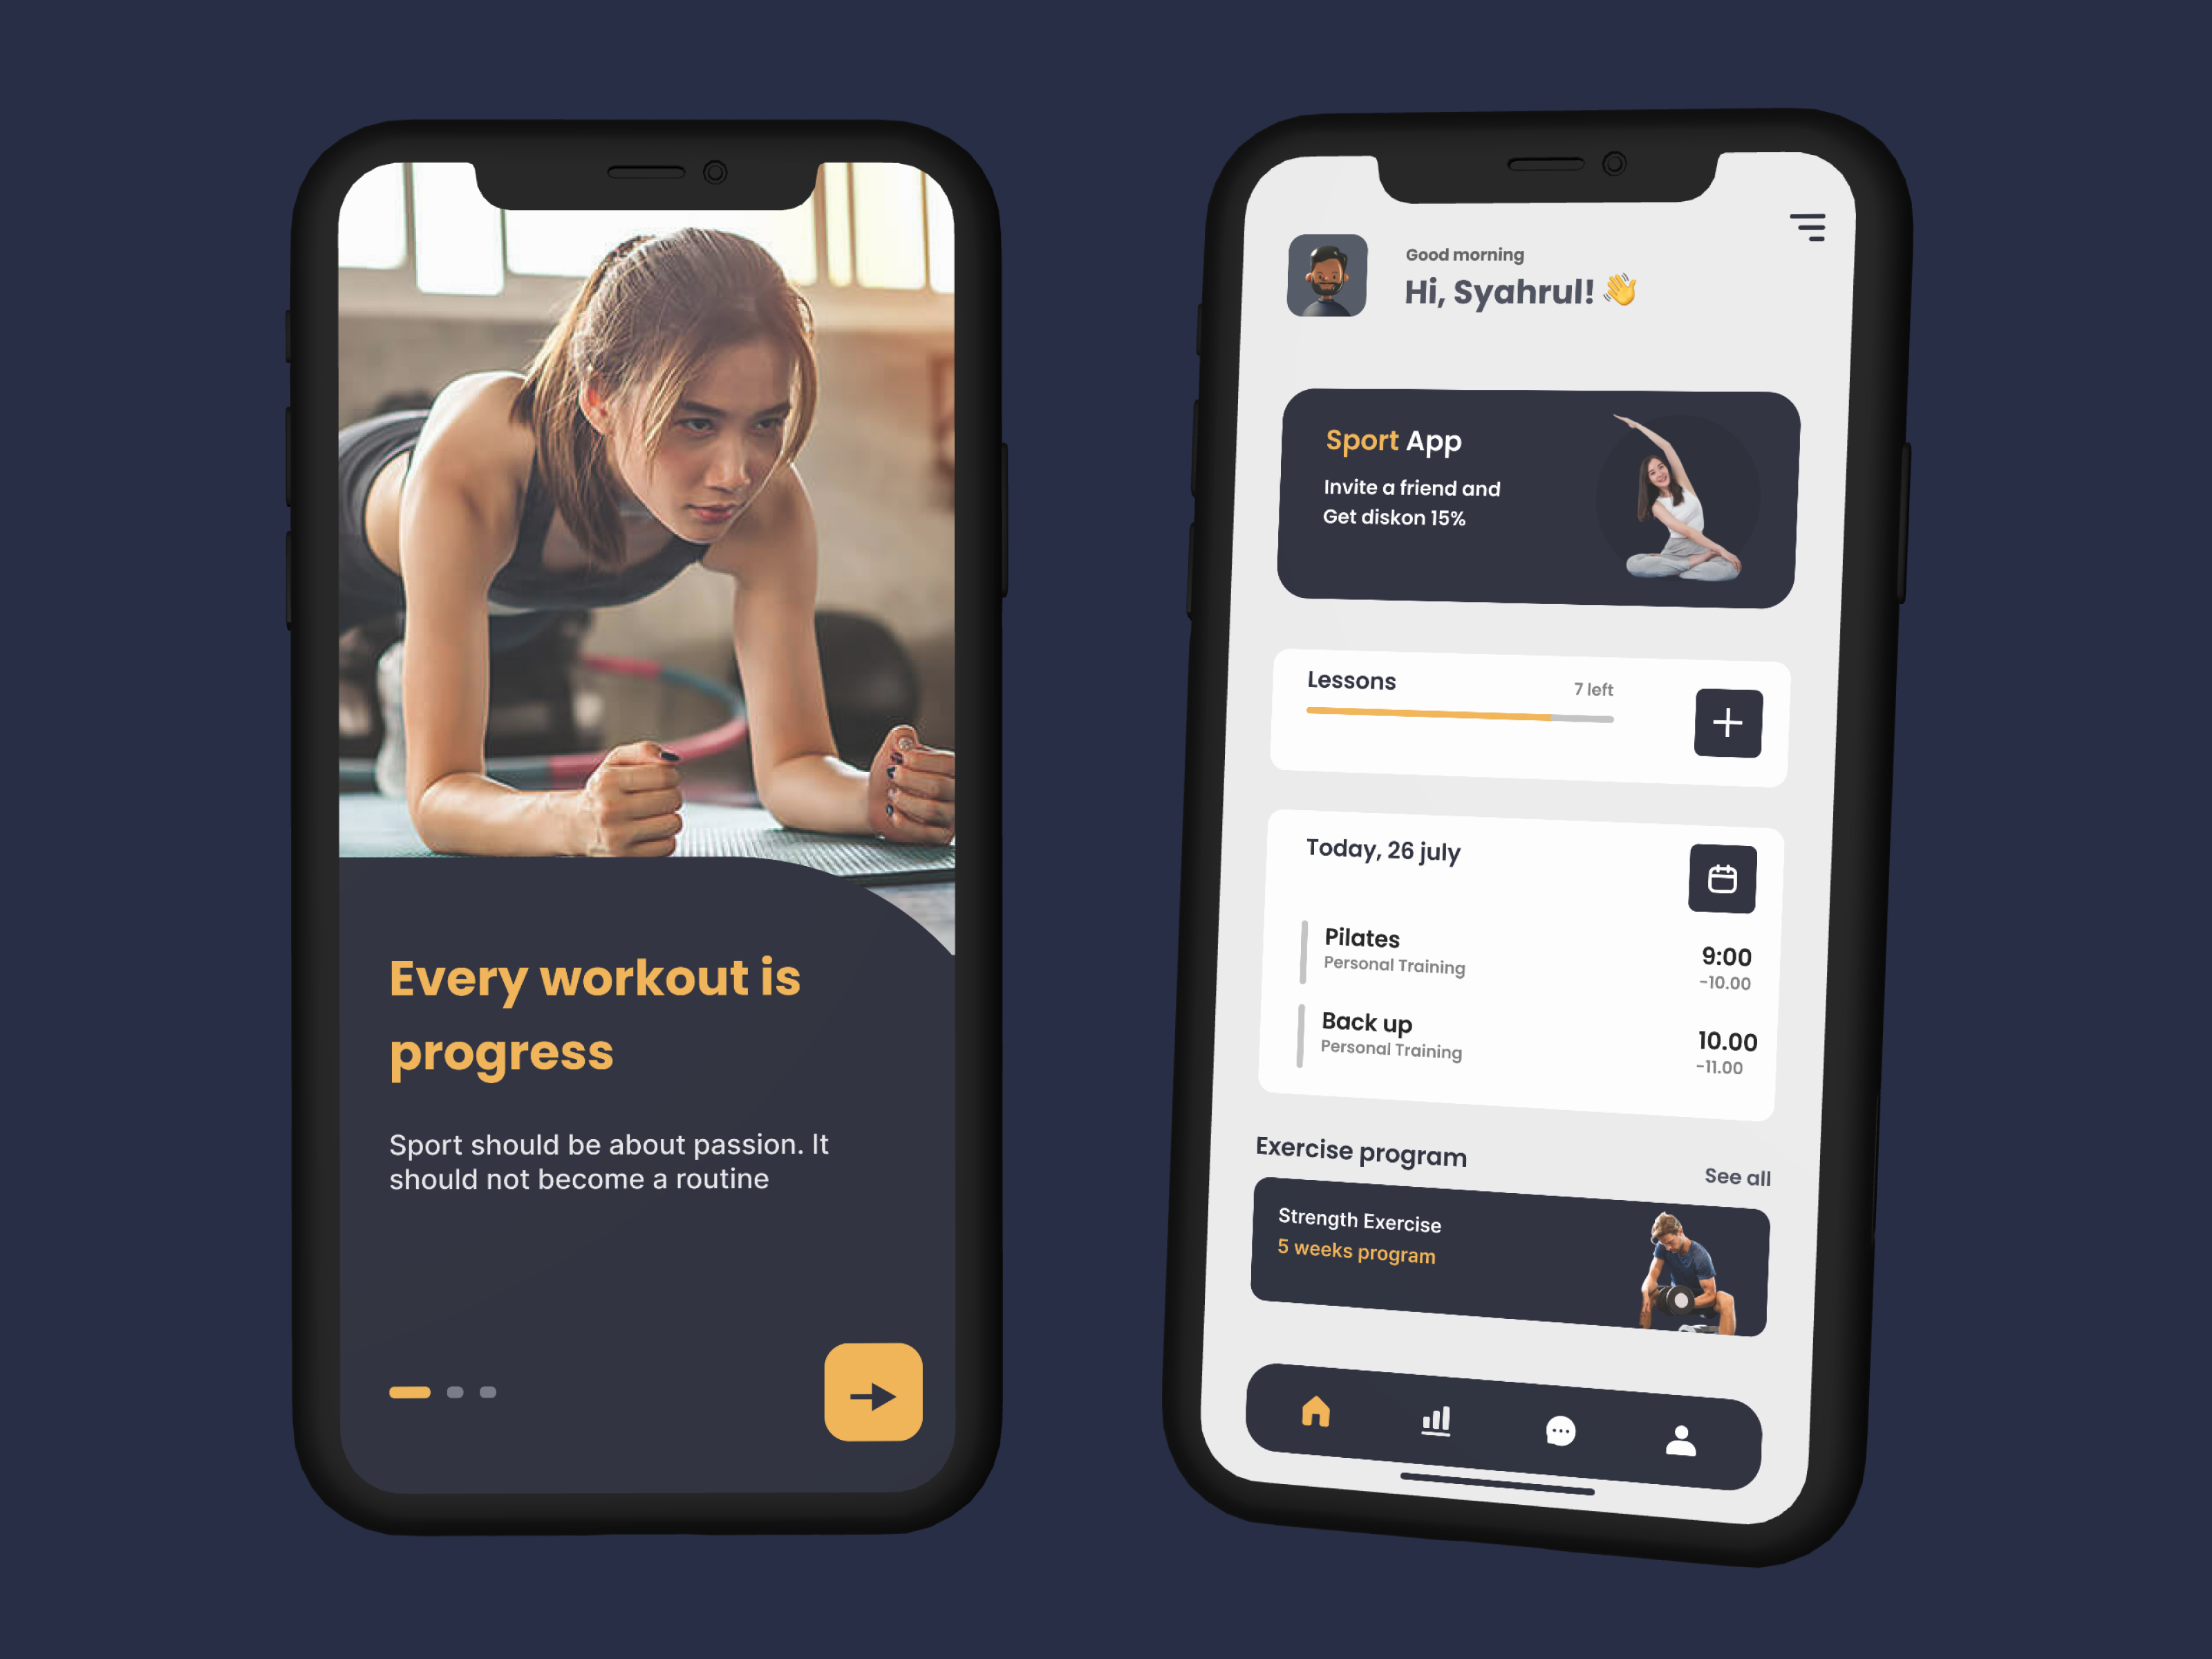 Every workout is
progress
Sport should be about passion. It
should not become a routine
Good morning
Hi, Syahrul! 👋
Sport App
Invite a friend and
Get diskon 15%
Lessons
7 left
Today, 26 july
Pilates
Personal Training
9:00
-10.00
Back up
Personal Training
10.00
-11.00
Exercise program
See all
Strength Exercise
5 weeks program